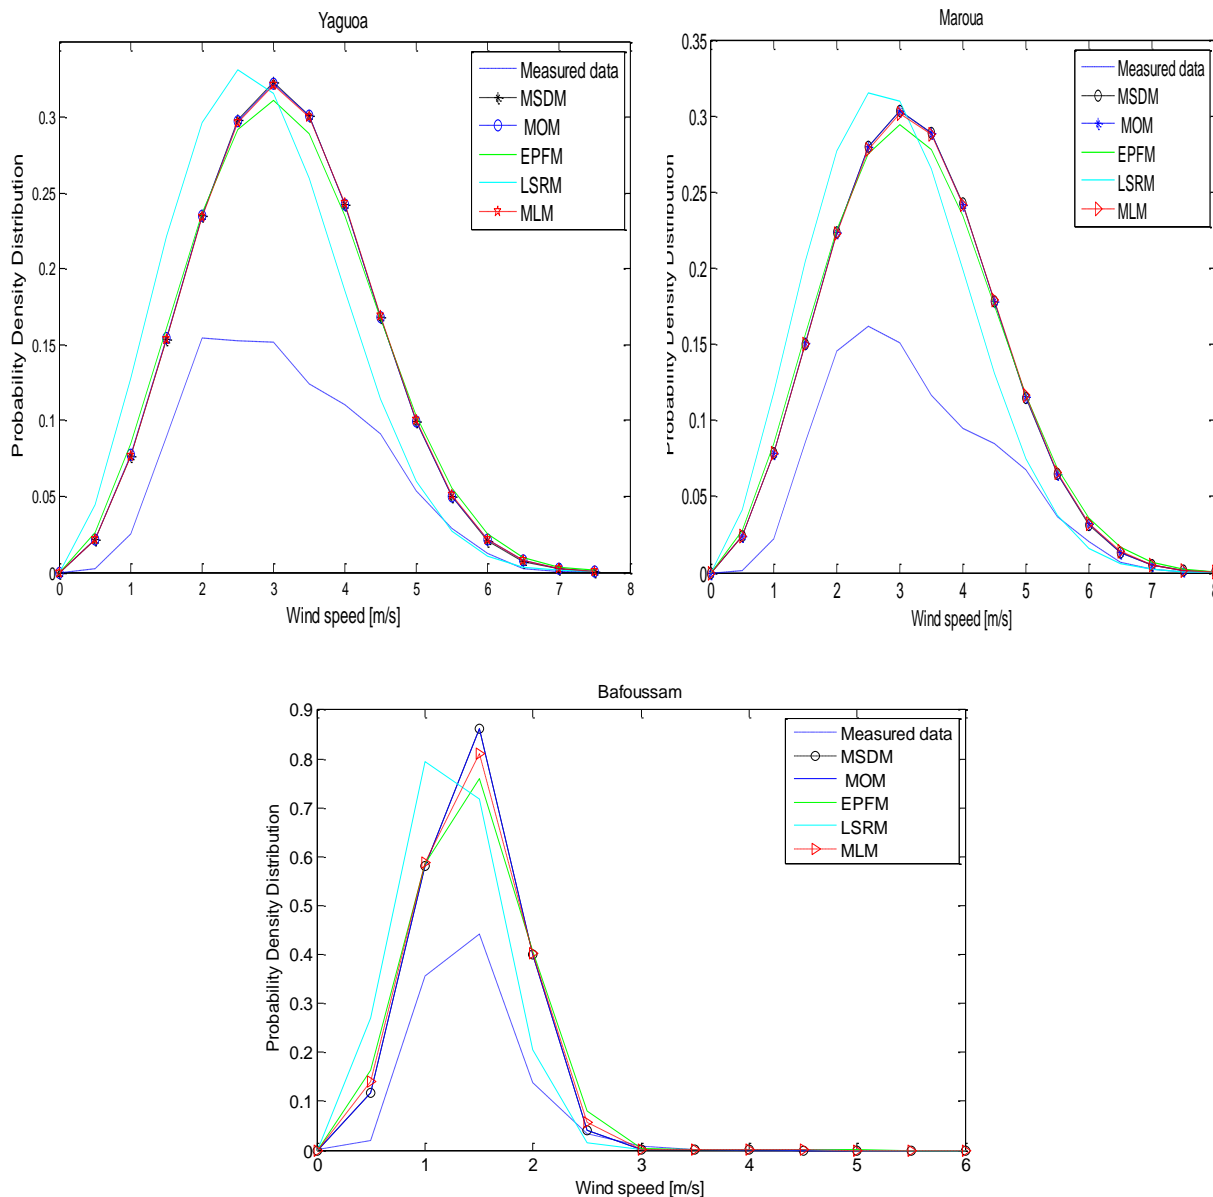 Yaguoa
Probability Density Distribution
0.3
0.25
0.2
0.15
0.1
0.05
0
0 1 2 3 4 5 6 7 8
Wind speed [m/s]
Measured data
MSDM
MOM
EPFM
LSRM
MLM
Maroua
Probability Density Distribution
0.35
0.3
0.25
0.2
0.15
0.1
0.05
0
0 1 2 3 4 5 6 7 8
Wind speed [m/s]
Measured data
MSDM
MOM
EPFM
LSRM
MLM
Bafoussam
Probability Density Distribution
0.9
0.8
0.7
0.6
0.5
0.4
0.3
0.2
0.1
0
0 1 2 3 4 5 6
Wind speed [m/s]
Measured data
MSDM
MOM
EPFM
LSRM
MLM